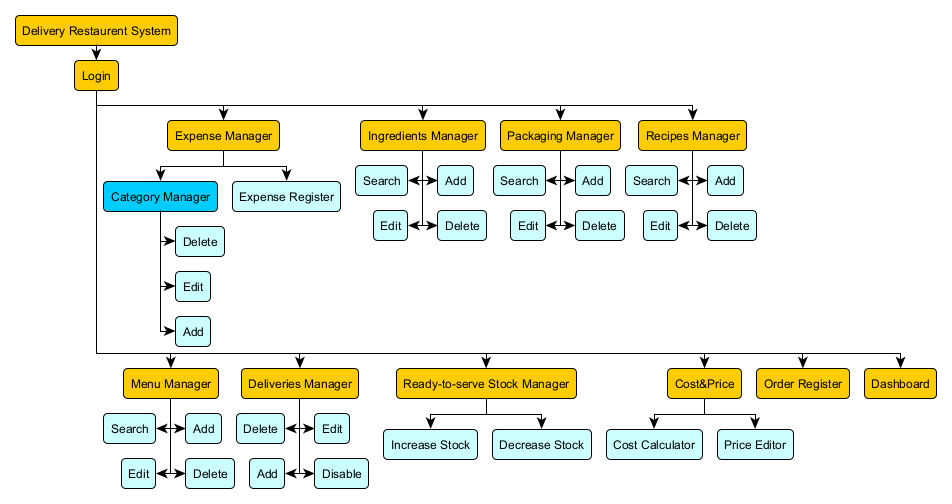 Delivery Restaurent System
Login
Expense Manager
Ingredients Manager
Packaging Manager
Recipes Manager
Category Manager
Expense Register
Search
Add
Search
Add
Search
Add
Edit
Delete
Edit
Delete
Edit
Delete
Delete
Edit
Add
Menu Manager
Deliveries Manager
Ready-to-serve Stock Manager
Cost&Price
Order Register
Dashboard
Search
Add
Delete
Edit
Increase Stock
Decrease Stock
Cost Calculator
Price Editor
Edit
Delete
Add
Disable